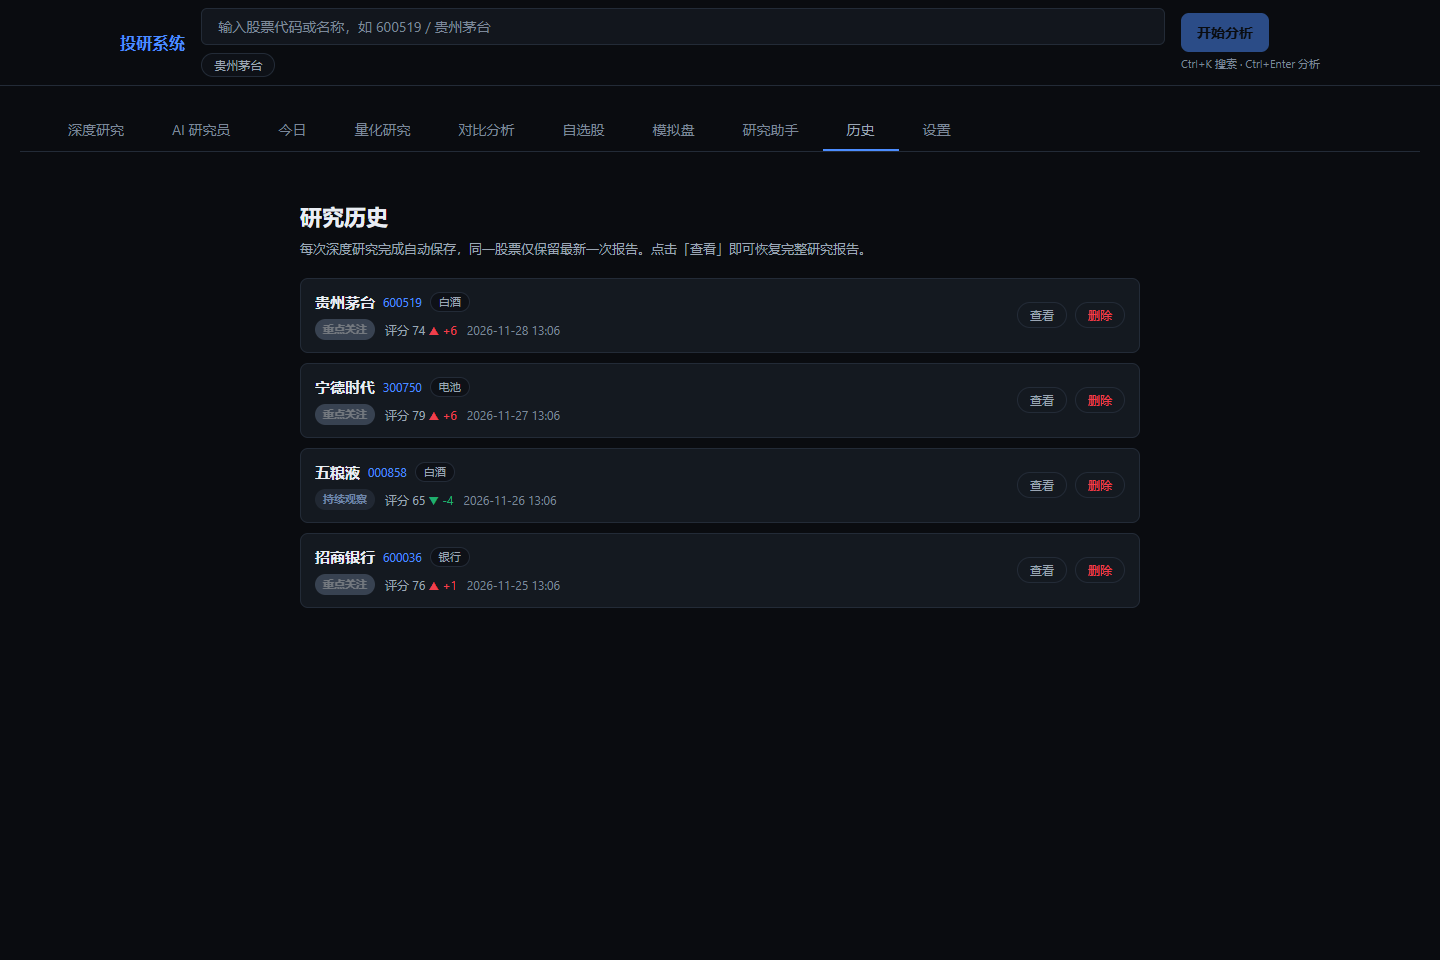 投研系统
输入股票代码或名称，如 600519 / 贵州茅台
贵州茅台
开始分析
Ctrl+K 搜索 · Ctrl+Enter 分析
深度研究 AI 研究员 今日 量化研究 对比分析 自选股 模拟盘 研究助手 历史 设置
研究历史
每次深度研究完成自动保存，同一股票仅保留最新一次报告。点击「查看」即可恢复完整研究报告。
贵州茅台 600519 白酒
重点关注 评分 74 ▲ +6 2026-11-28 13:06
查看 删除
宁德时代 300750 电池
重点关注 评分 79 ▲ +6 2026-11-27 13:06
查看 删除
五粮液 000858 白酒
持续观察 评分 65 ▼ -4 2026-11-26 13:06
查看 删除
招商银行 600036 银行
重点关注 评分 76 ▲ +1 2026-11-25 13:06
查看 删除